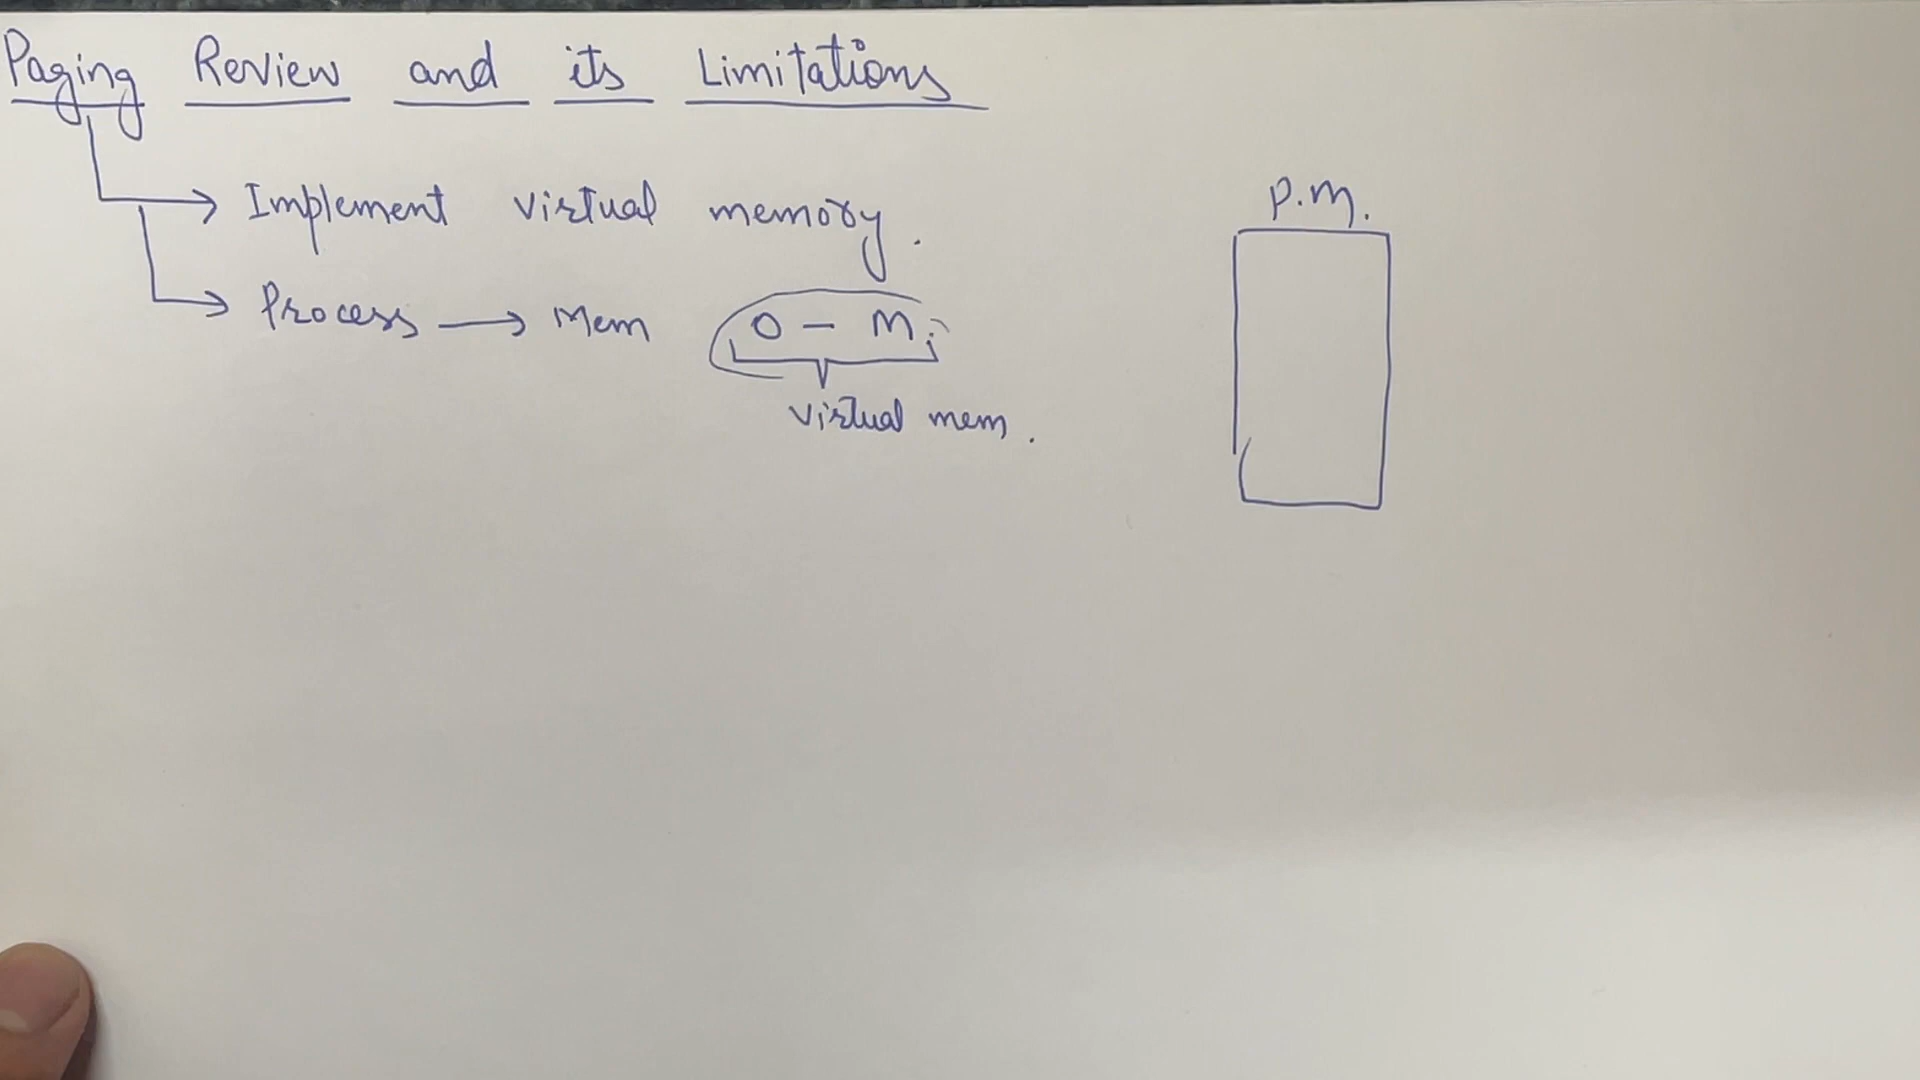 Paging Review and its Limitations
Implement virtual memory.
P.M.
Process → Mem 0 - M;
virtual mem.